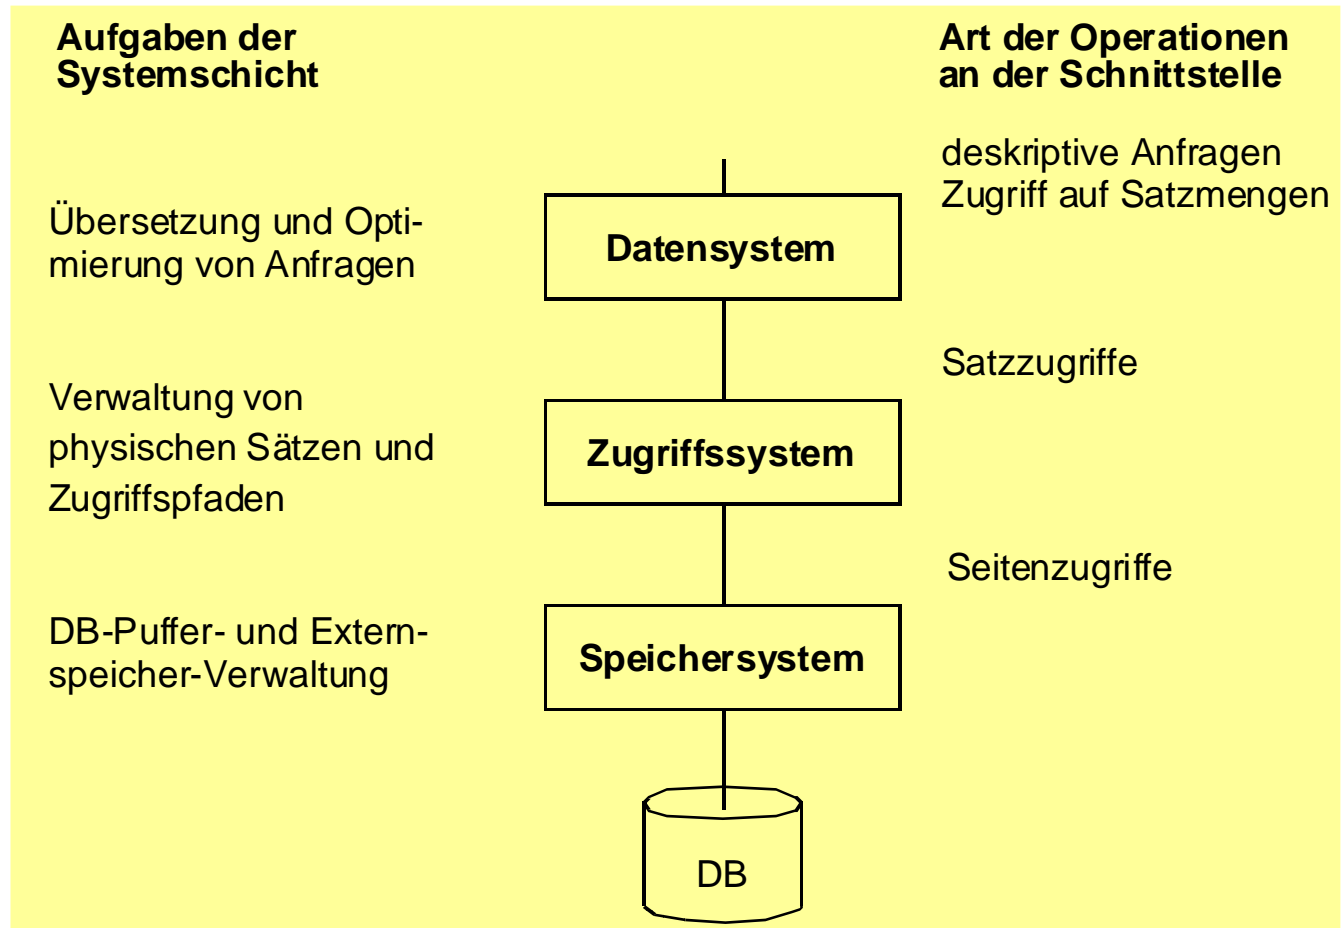 Aufgaben der
Systemschicht
Art der Operationen
an der Schnittstelle
deskriptive Anfragen
Zugriff auf Satzmengen
Übersetzung und Opti-
mierung von Anfragen
Datensystem
Satzzugriffe
Verwaltung von
physischen Sätzen und
Zugriffspfaden
Zugriffssystem
Seitenzugriffe
DB-Puffer- und Extern-
speicher-Verwaltung
Speichersystem
DB